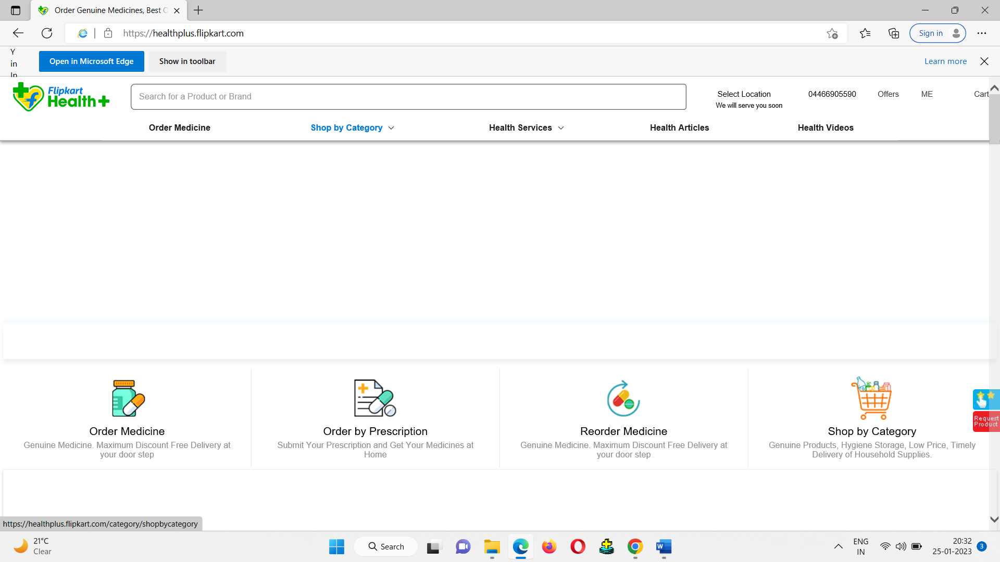 Order Genuine Medicines, Best
https://healthplus.flipkart.com
Sign in
Y
in
In
Open in Microsoft Edge
Show in toolbar
Learn more
Flipkart
Health+
Search for a Product or Brand
Select Location
We will serve you soon
04466905590
Offers
ME
Cart
Order Medicine
Shop by Category
Health Services
Health Articles
Health Videos
Order Medicine
Genuine Medicine. Maximum Discount Free Delivery at
your door step
Order by Prescription
Submit Your Prescription and Get Your Medicines at
Home
Reorder Medicine
Genuine Medicine. Maximum Discount Free Delivery at
your door step
Shop by Category
Genuine Products, Hygiene Storage, Low Price, Timely
Delivery of Household Supplies.
Request
Product
https://healthplus.flipkart.com/category/shopbycategory
21°C
Clear
Search
ENG
IN
20:32
25-01-2023
3